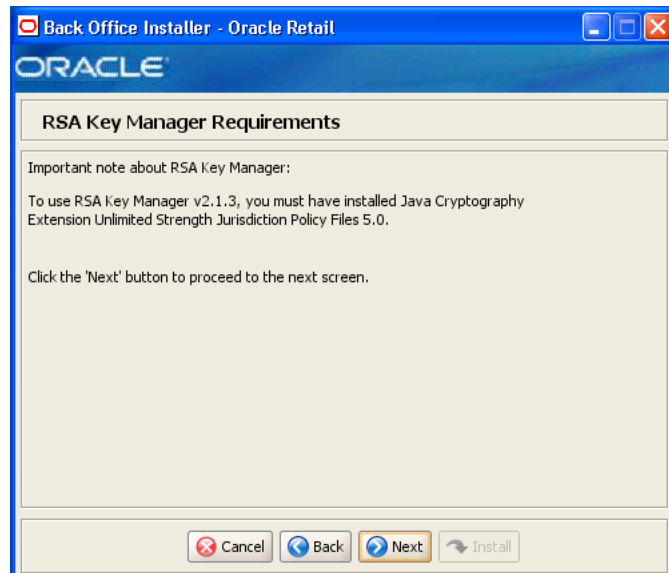 Back Office Installer - Oracle Retail
ORACLE
RSA Key Manager Requirements
Important note about RSA Key Manager:
To use RSA Key Manager v2.1.3, you must have installed Java Cryptography
Extension Unlimited Strength Jurisdiction Policy Files 5.0.
Click the 'Next' button to proceed to the next screen.
Cancel Back Next Install